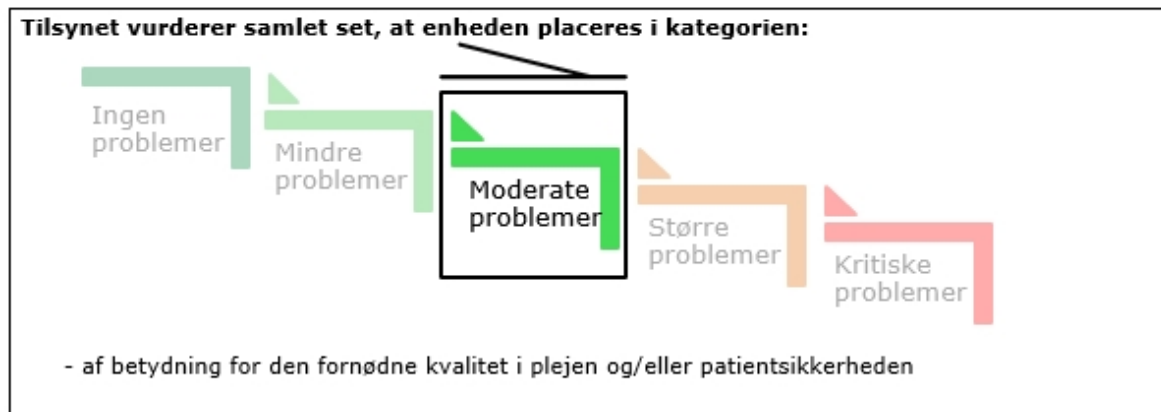 Tilsynet vurderer samlet set, at enheden placeres i kategorien:
Ingen
problemer
Mindre
problemer
Moderate
problemer
Større
problemer
Kritiske
problemer
- af betydning for den fornødne kvalitet i plejen og/eller patientsikkerheden